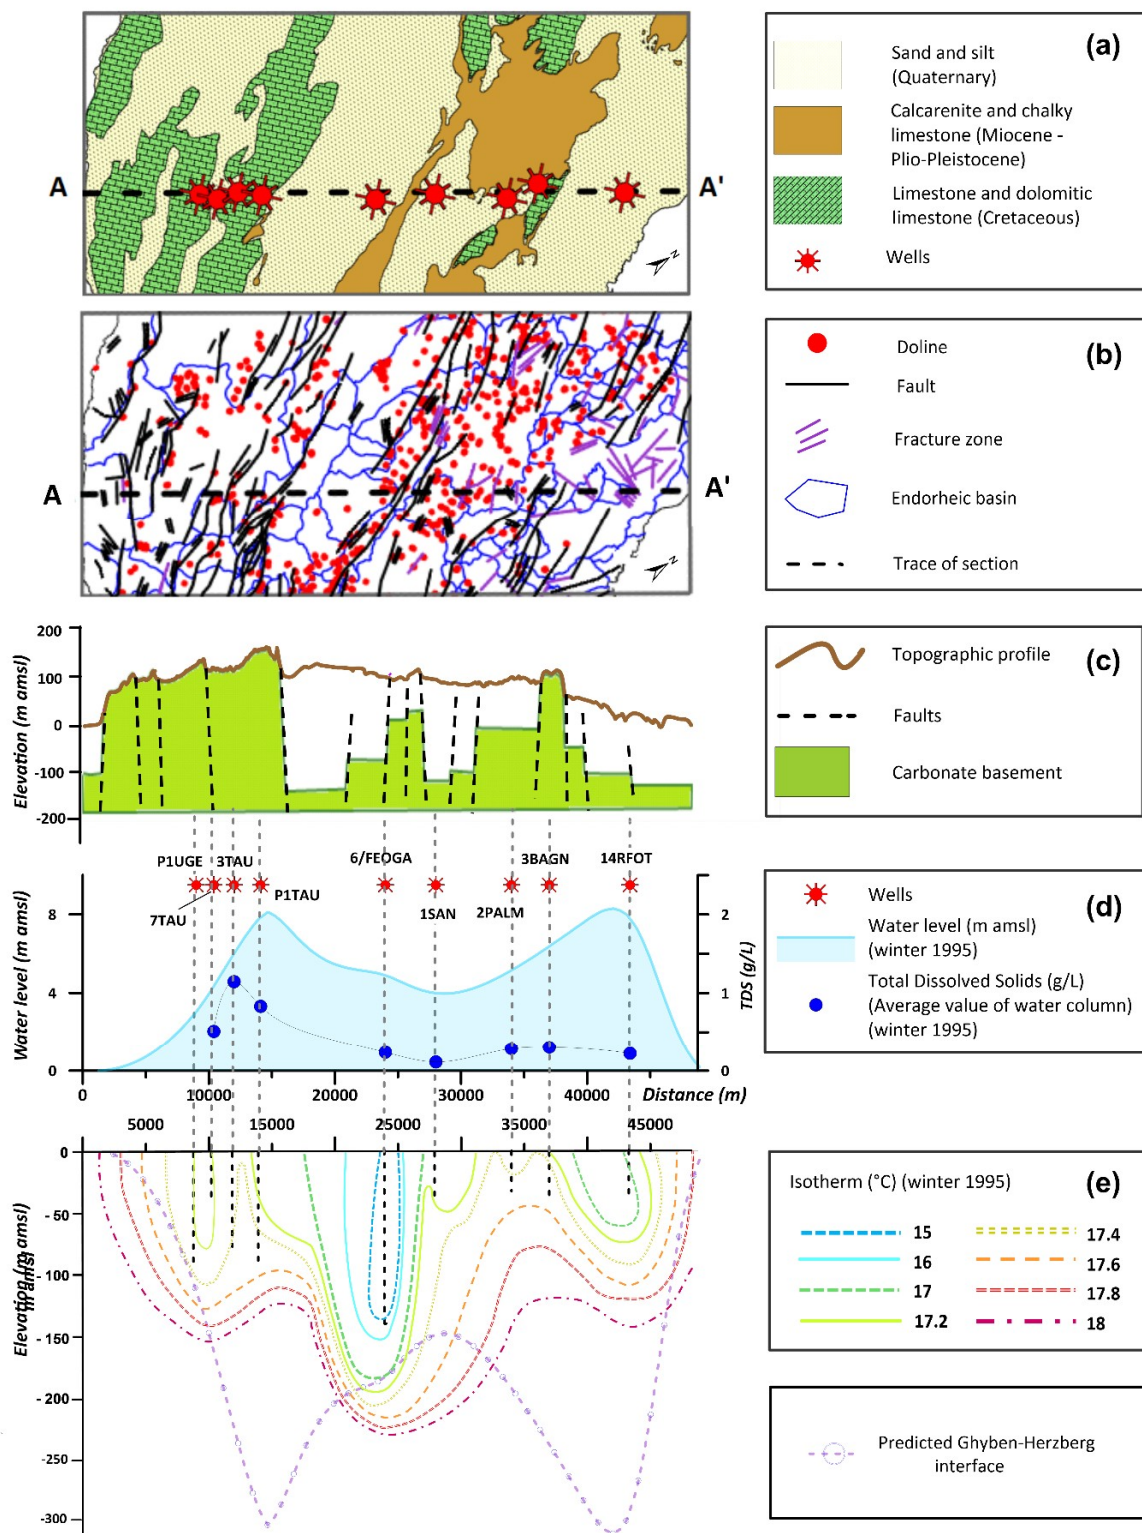 (a)
Sand and silt
(Quaternary)
Calcarenite and chalky
limestone (Miocene -
Plio-Pleistocene)
Limestone and dolomitic
limestone (Cretaceous)
Wells
A
A'
Z
(b)
Doline
Fault
Fracture zone
Endorheic basin
Trace of section
A
A'
Z
(c)
Topographic profile
Faults
Carbonate basement
Elevation (m amsl)
200
100
0
-100
-200
(d)
Wells
Water level (m amsl)
(winter 1995)
Total Dissolved Solids (g/L)
(Average value of water column)
(winter 1995)
P1UGE
3TAU
6/FEOGA
3BAGN
14RFOT
7TAU
P1TAU
1SAN
2PALM
Water level (m amsl)
8
4
0
TDS (g/L)
2
1
0
0
10000
20000
30000
40000
Distance (m)
5000
15000
25000
35000
45000
(e)
Isotherm (°C) (winter 1995)
15
17.4
16
17.6
17
17.8
17.2
18
Elevation (m amsl)
m amsl
0
- 50
-100
-150
-200
-250
-300
Predicted Ghyben-Herzberg
interface